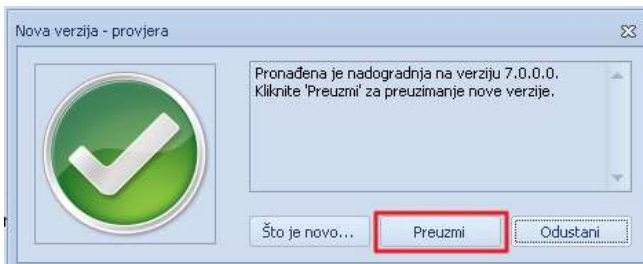 Nova verzija - provjera
Pronađena je nadogradnja na verziju 7.0.0.0.
Kliknite 'Preuzmi' za preuzimanje nove verzije.
Što je novo...
Preuzmi
Odustani